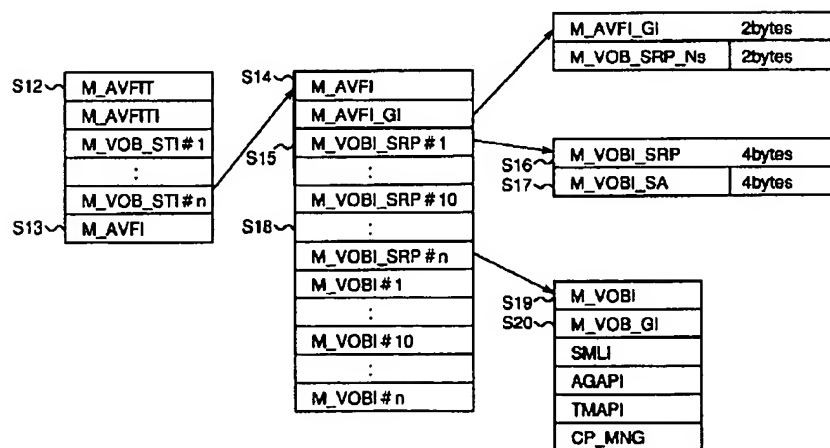 S12
M_AVFIT
M_AVFITI
M_VOB_STI#1
:
M_VOB_STI#n
S13
M_AVFI
S14
M_AVFI
M_AVFI_GI
S15
M_VOBI_SRP#1
:
M_VOBI_SRP#10
S18
:
M_VOBI_SRP#n
M_VOBI#1
:
M_VOBI#10
:
M_VOBI#n
M_AVFI_GI 2bytes
M_VOB_SRP_Ns 2bytes
S16
M_VOBI_SRP 4bytes
S17
M_VOBI_SA 4bytes
S19
M_VOBI
S20
M_VOB_GI
SMLI
AGAPI
TMAPI
CP_MNG